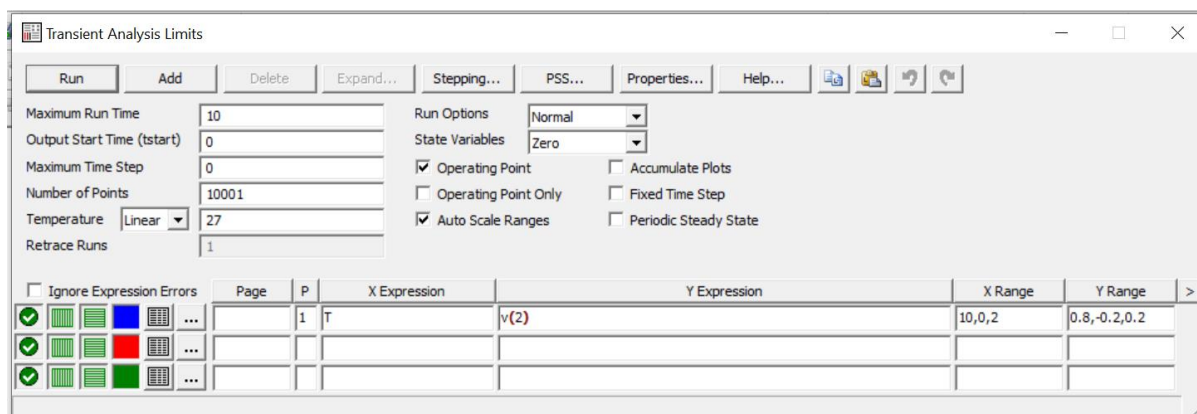 Transient Analysis Limits
Run Add Delete Expand... Stepping... PSS... Properties... Help...
Maximum Run Time 10 Run Options Normal
Output Start Time (tstart) 0 State Variables Zero
Maximum Time Step 0 Operating Point Accumulate Plots
Number of Points 10001 Operating Point Only Fixed Time Step
Temperature Linear 27 Auto Scale Ranges Periodic Steady State
Retrace Runs 1
Ignore Expression Errors Page P X Expression Y Expression X Range Y Range >
... 1 T v(2) 10,0,2 0.8,-0.2,0.2
...
...